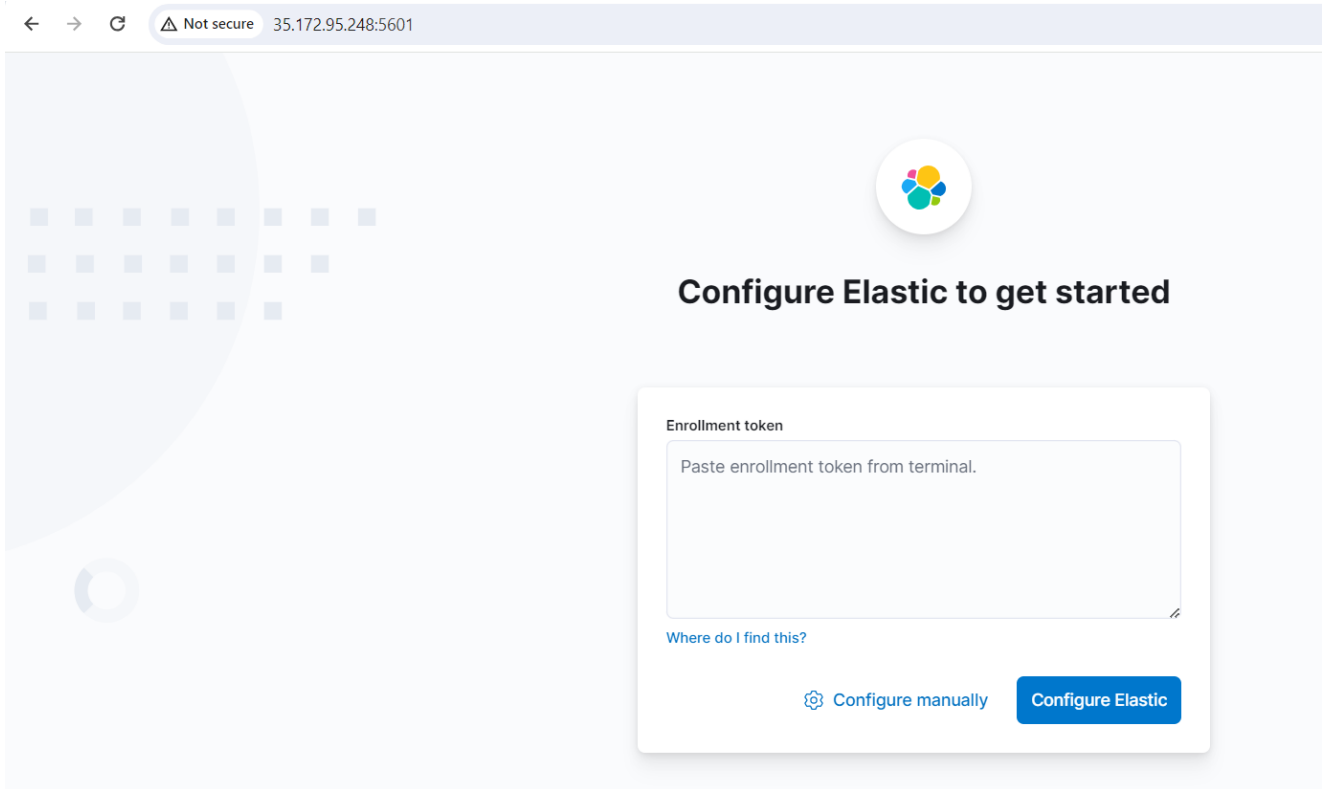 Not secure 35.172.95.248:5601
Configure Elastic to get started
Enrollment token
Paste enrollment token from terminal.
Where do I find this?
Configure manually Configure Elastic